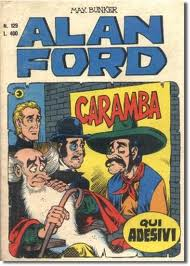 MAX BUNKER
ALAN
FORD
N. 129
L. 400
CARAMBA
QUI
ADESIVI